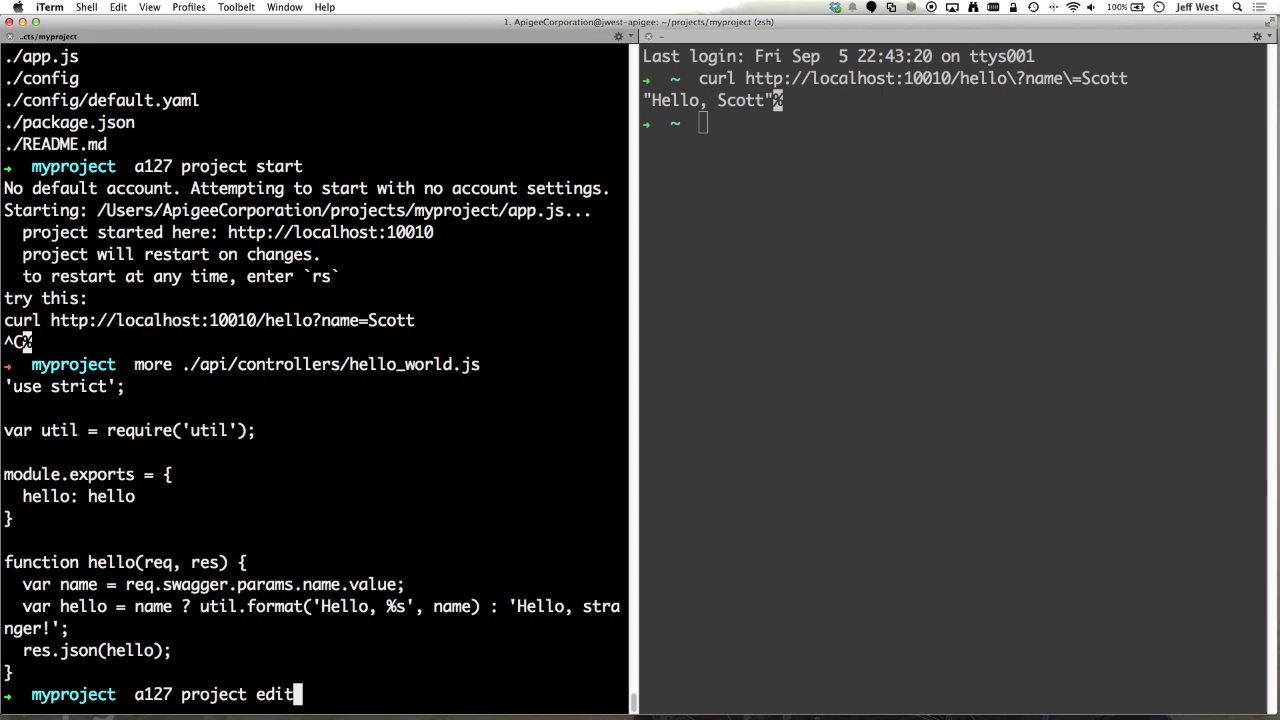 iTerm Shell Edit View Profiles Toolbelt Window Help 100% Jeff West
1. ApigeeCorporation@jwest-apigee: ~/projects/myproject (zsh)
..cts/myproject
~
./app.js
./config
./config/default.yaml
./package.json
./README.md
→ myproject a127 project start
No default account. Attempting to start with no account settings.
Starting: /Users/ApigeeCorporation/projects/myproject/app.js...
project started here: http://localhost:10010
project will restart on changes.
to restart at any time, enter `rs`
try this:
curl http://localhost:10010/hello?name=Scott
^C%
→ myproject more ./api/controllers/hello_world.js
'use strict';
var util = require('util');
module.exports = {
hello: hello
}
function hello(req, res) {
var name = req.swagger.params.name.value;
var hello = name ? util.format('Hello, %s', name) : 'Hello, stra
nger!';
res.json(hello);
}
→ myproject a127 project edit
Last login: Fri Sep  5 22:43:20 on ttys001
→ ~ curl http://localhost:10010/hello\?name\=Scott
"Hello, Scott"%
→ ~